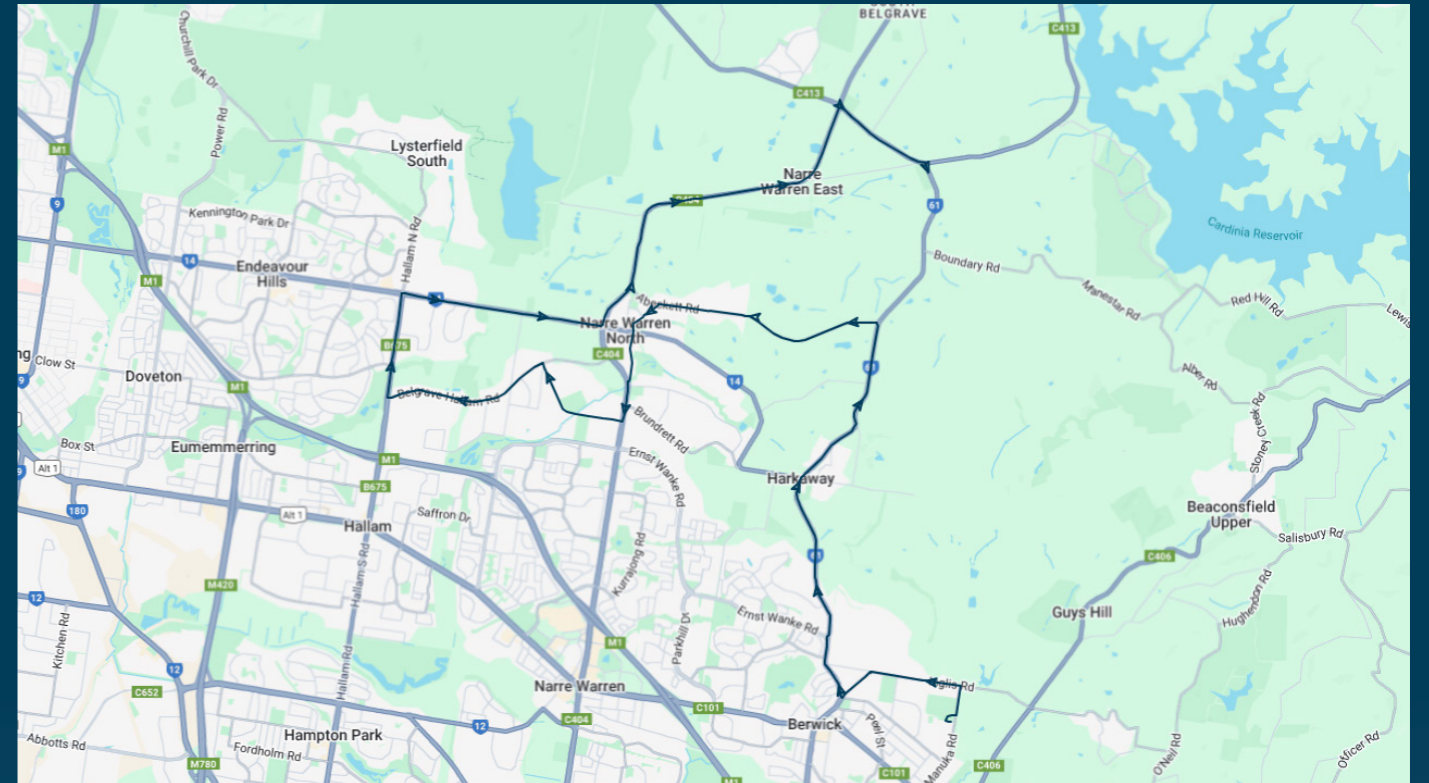 BELGRAVE
C413
Churchill Park Dr
C413
Power Rd
M1
Lysterfield
South
Narre
Warren East
9
C404
Kennington Park Dr
61
Hallam N Rd
Cardinia Reservoir
14
Endeavour
Hills
Boundary Rd
M1
Manestar Rd
Red Hill Rd
Abeckett Rd
Narre Warren
North
B675
C404
Clow St
Doveton
9
M1
61
14
Alber Rd
Belgrave Hallam Rd
Stoney Creek Rd
Brundrett Rd
Box St
Eumemmerring
Ernst Wanke Rd
Alt 1
9
M1
Harkaway
B675
180
Alt 1
Hallam
Saffron Dr
Beaconsfield
Upper
Salisbury Rd
C406
Kurrajong Rd
M420
Hallam S Rd
12
Hughendon Rd
Guys Hill
Ernst Wanke Rd
Kitchen Rd
M1
Parkhill Dr
12
Hallam Rd
C652
Narre Warren
C101
Berwick
Peel St
C404
12
Abbotts Rd
Hampton Park
Fordholm Rd
M780
Manuka Rd
C406
O'Neil Rd
Officer Rd
C101
M1